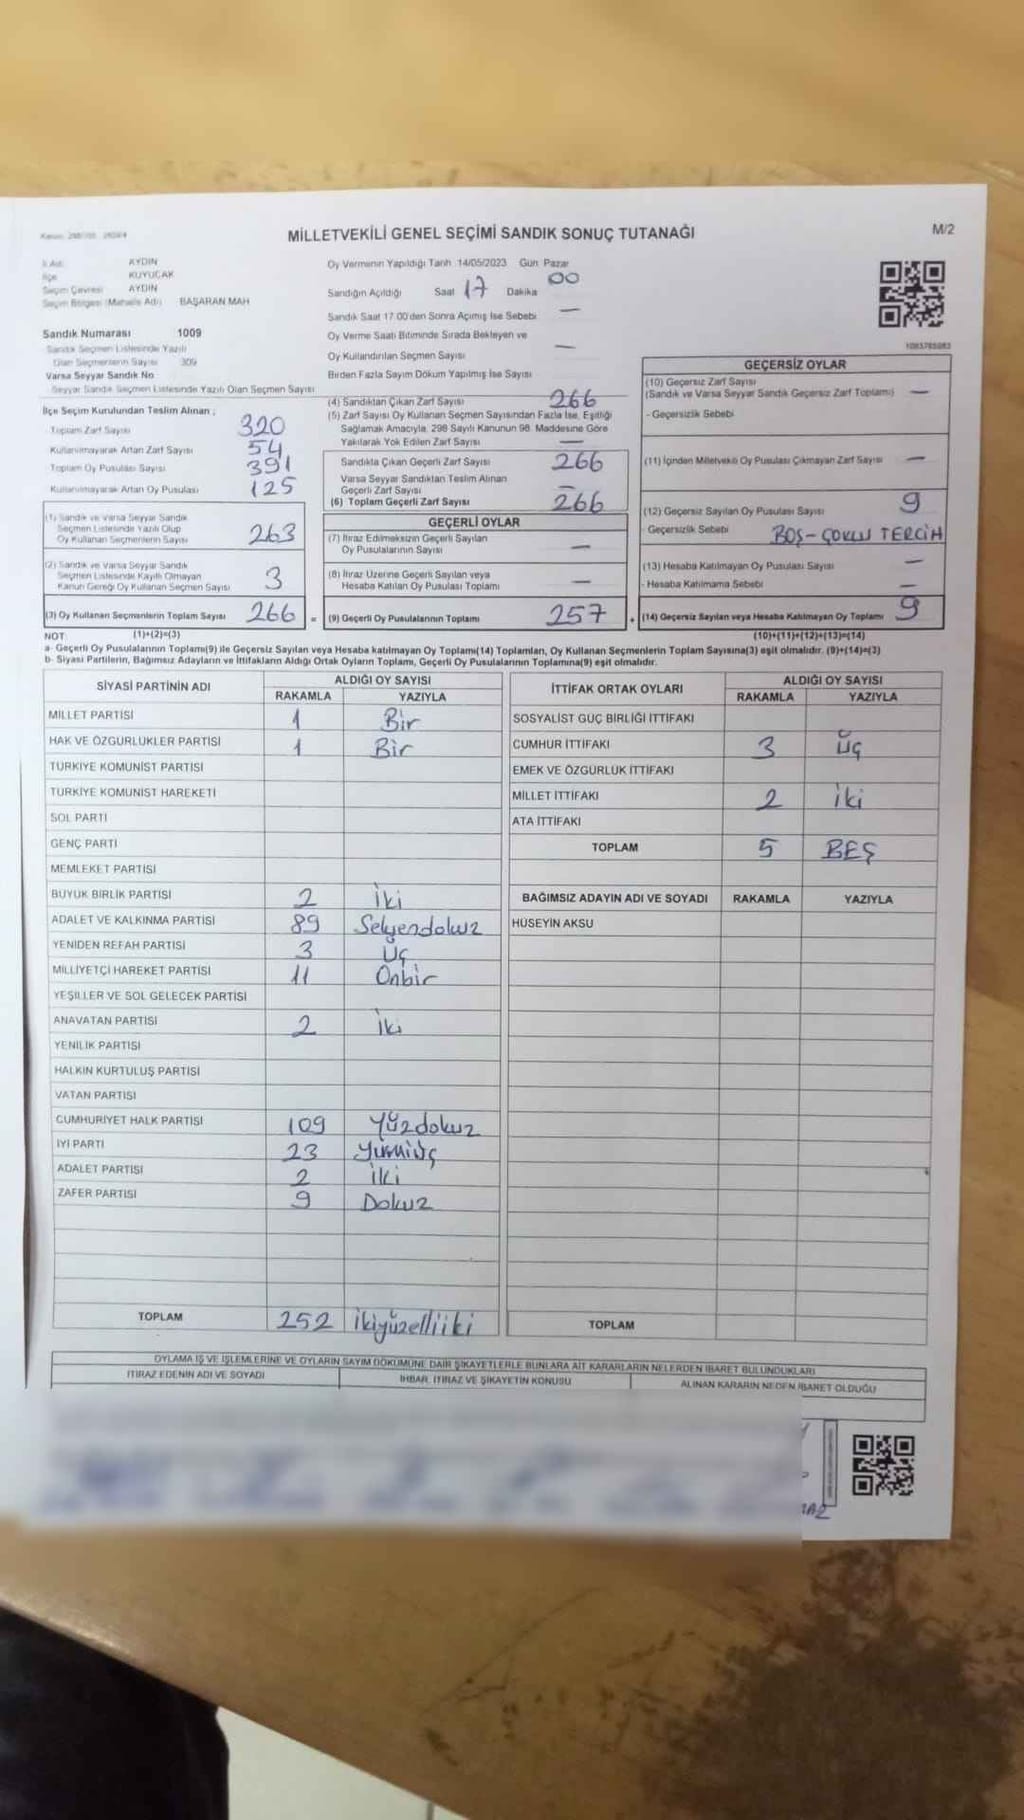 MİLLETVEKİLİ GENEL SEÇİMİ SANDIK SONUÇ TUTANAĞI
M/2
İl Adı: AYDIN
İlçe KUYUCAK
Seçim Çevresi AYDIN
Seçim Bölgesi (Mahalle Adı) BAŞARAN MAH
Sandık Numarası 1009
Sandık Seçmen Listesinde Yazılı
Olan Seçmenlerin Sayısı 309
Varsa Seyyar Sandık No
Seyyar Sandık Seçmen Listesinde Yazılı Olan Seçmen Sayısı
İlçe Seçim Kurulundan Teslim Alınan ;
Toplam Zarf Sayısı 320
Kullanılmayarak Artan Zarf Sayısı 54
Toplam Oy Pusulası Sayısı 391
Kullanılmayarak Artan Oy Pusulası 125
(1) Sandık ve Varsa Seyyar Sandık
Seçmen Listesinde Yazılı Olup
Oy Kullanan Seçmenlerin Sayısı 263
(2) Sandık ve Varsa Seyyar Sandık
Seçmen Listesinde Kayıtlı Olmayan
Kanun Gereği Oy Kullanan Seçmen Sayısı 3
(3) Oy Kullanan Seçmenlerin Toplam Sayısı 266 =
Oy Vermenin Yapıldığı Tarih 14/05/2023 Gün Pazar
Sandığın Açıldığı Saat 17 Dakika 00
Sandık Saat 17.00'den Sonra Açımış İse Sebebi —
Oy Verme Saati Bitiminde Sırada Bekleyen ve
Oy Kullandırılan Seçmen Sayısı —
Birden Fazla Sayım Döküm Yapılmış İse Sayısı
(4) Sandıktan Çıkan Zarf Sayısı 266
(5) Zarf Sayısı Oy Kullanan Seçmen Sayısından Fazla İse, Eşitliği
Sağlamak Amacıyla, 298 Sayılı Kanunun 98. Maddesine Göre
Yakılarak Yok Edilen Zarf Sayısı —
Sandıkta Çıkan Geçerli Zarf Sayısı 266
Varsa Seyyar Sandıktan Teslim Alınan
Geçerli Zarf Sayısı —
(6) Toplam Geçerli Zarf Sayısı 266
GEÇERLİ OYLAR
(7) İtiraz Edilmeksizin Geçerli Sayılan
Oy Pusulalarının Sayısı —
(8) İtiraz Üzerine Geçerli Sayılan veya
Hesaba Katılan Oy Pusulası Toplamı —
(9) Geçerli Oy Pusulalarının Toplamı 257 +
1083785983
GEÇERSİZ OYLAR
(10) Geçersiz Zarf Sayısı
(Sandık ve Varsa Seyyar Sandık Geçersiz Zarf Toplamı) —
- Geçersizlik Sebebi
(11) İçinden Milletvekili Oy Pusulası Çıkmayan Zarf Sayısı —
(12) Geçersiz Sayılan Oy Pusulası Sayısı 9
- Geçersizlik Sebebi BOŞ-ÇOKLU TERCİH
(13) Hesaba Katılmayan Oy Pusulası Sayısı —
- Hesaba Katılmama Sebebi —
(14) Geçersiz Sayılan veya Hesaba Katılmayan Oy Toplamı 9
NOT: (1)+(2)=(3)
(10)+(11)+(12)+(13)=(14)
a- Geçerli Oy Pusulalarının Toplamı(9) ile Geçersiz Sayılan veya Hesaba katılmayan Oy Toplamı(14) Toplamları, Oy Kullanan Seçmenlerin Toplam Sayısına(3) eşit olmalıdır. (9)+(14)=(3)
b- Siyasi Partilerin, Bağımsız Adayların ve İttifakların Aldığı Ortak Oyların Toplamı, Geçerli Oy Pusulalarının Toplamına(9) eşit olmalıdır.
SİYASİ PARTİNİN ADI ALDIĞI OY SAYISI
RAKAMLA YAZIYLA
MİLLET PARTİSİ 1 Bir
HAK VE ÖZGÜRLÜKLER PARTİSİ 1 Bir
TÜRKİYE KOMÜNİST PARTİSİ
TÜRKİYE KOMÜNİST HAREKETİ
SOL PARTİ
GENÇ PARTİ
MEMLEKET PARTİSİ
BÜYÜK BİRLİK PARTİSİ 2 İki
ADALET VE KALKINMA PARTİSİ 89 Seksendokuz
YENİDEN REFAH PARTİSİ 3 Üç
MİLLİYETÇİ HAREKET PARTİSİ 11 Onbir
YEŞİLLER VE SOL GELECEK PARTİSİ
ANAVATAN PARTİSİ 2 İki
YENİLİK PARTİSİ
HALKIN KURTULUŞ PARTİSİ
VATAN PARTİSİ
CUMHURİYET HALK PARTİSİ 109 Yüzdokuz
İYİ PARTİ 23 Yirmiüç
ADALET PARTİSİ 2 İki
ZAFER PARTİSİ 9 Dokuz
TOPLAM 252 İkiyüzelliiki
İTTİFAK ORTAK OYLARI ALDIĞI OY SAYISI
RAKAMLA YAZIYLA
SOSYALİST GÜÇ BİRLİĞİ İTTİFAKI
CUMHUR İTTİFAKI 3 Üç
EMEK VE ÖZGÜRLÜK İTTİFAKI
MİLLET İTTİFAKI 2 iki
ATA İTTİFAKI
TOPLAM 5 BEŞ
BAĞIMSIZ ADAYIN ADI VE SOYADI RAKAMLA YAZIYLA
HÜSEYİN AKSU
TOPLAM
OYLAMA İŞ VE İŞLEMLERİNE VE OYLARIN SAYIM DÖKÜMÜNE DAİR ŞİKAYETLERLE BUNLARA AİT KARARLARIN NELERDEN İBARET BULUNDUKLARI
İTİRAZ EDENİN ADI VE SOYADI İHBAR, İTİRAZ VE ŞİKAYETİN KONUSU ALINAN KARARIN NEDEN İBARET OLDUĞU